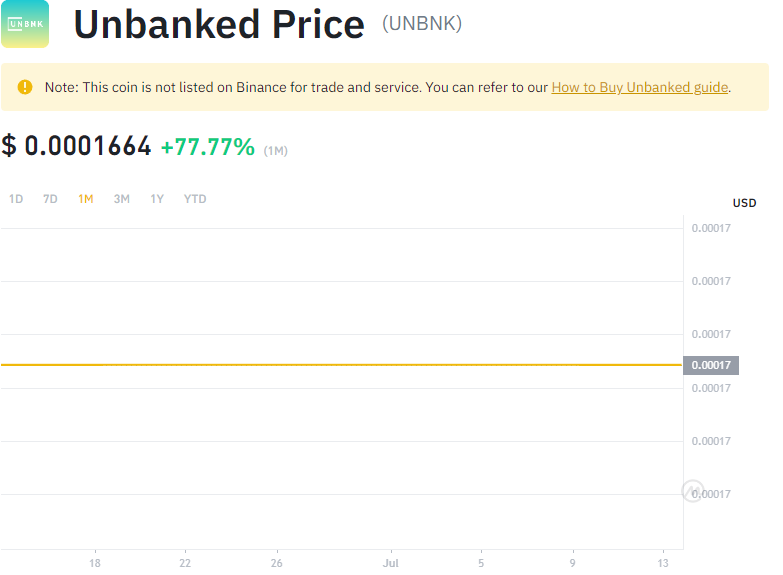 UNBNK
Unbanked Price (UNBNK)
Note: This coin is not listed on Binance for trade and service. You can refer to our How to Buy Unbanked guide.
$ 0.0001664 +77.77% (1M)
1D 7D 1M 3M 1Y YTD
USD
0.00017
0.00017
0.00017
0.00017
0.00017
0.00017
0.00017
18 22 26 Jul 5 9 13